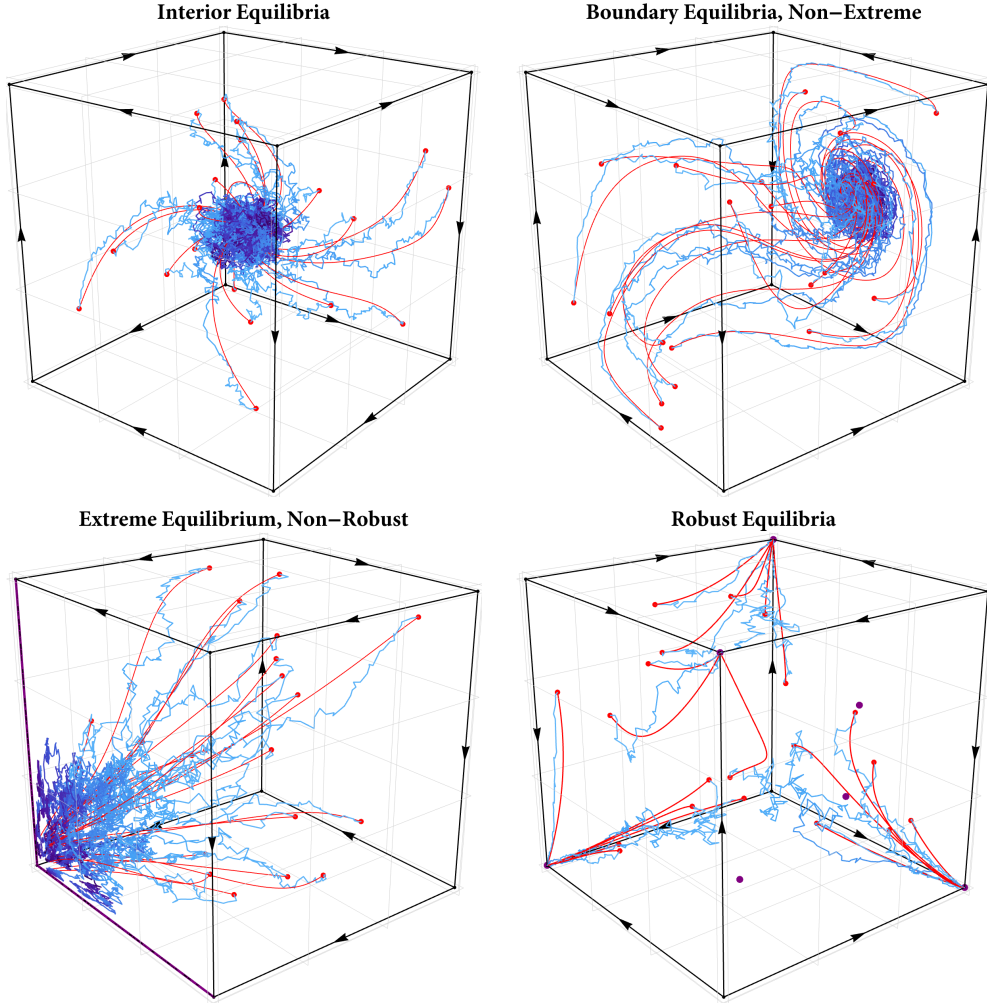 Interior Equilibria
Boundary Equilibria, Non−Extreme
Extreme Equilibrium, Non−Robust
Robust Equilibria